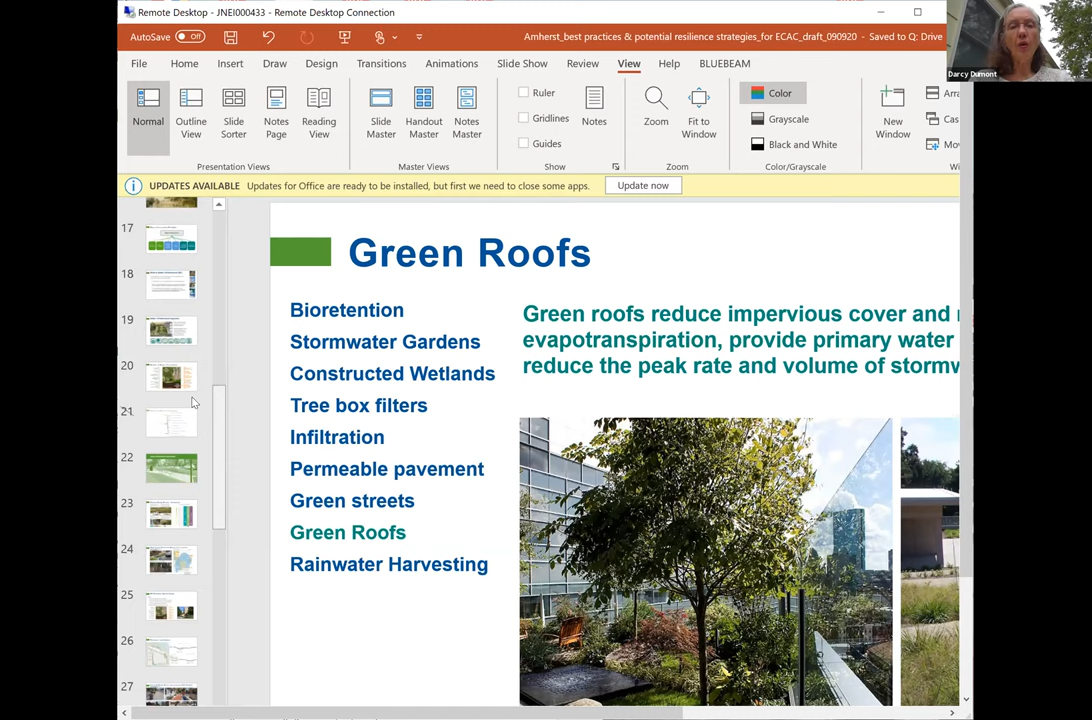 Remote Desktop - JNEI000433 - Remote Desktop Connection
AutoSave Off
Amherst_best practices & potential resilience strategies_for ECAC_draft_090920 - Saved to Q: Drive
Darcy Dumont
File Home Insert Draw Design Transitions Animations Slide Show Review View Help BLUEBEAM
Normal
Outline View
Slide Sorter
Notes Page
Reading View
Presentation Views
Slide Master
Handout Master
Notes Master
Master Views
Ruler
Gridlines
Guides
Show
Notes
Zoom
Fit to Window
Zoom
Color
Grayscale
Black and White
Color/Grayscale
New Window
UPDATES AVAILABLE Updates for Office are ready to be installed, but first we need to close some apps. Update now
17
18
19
20
21
22
23
24
25
26
27
Green Roofs
Bioretention
Stormwater Gardens
Constructed Wetlands
Tree box filters
Infiltration
Permeable pavement
Green streets
Green Roofs
Rainwater Harvesting
Green roofs reduce impervious cover and
evapotranspiration, provide primary water
reduce the peak rate and volume of